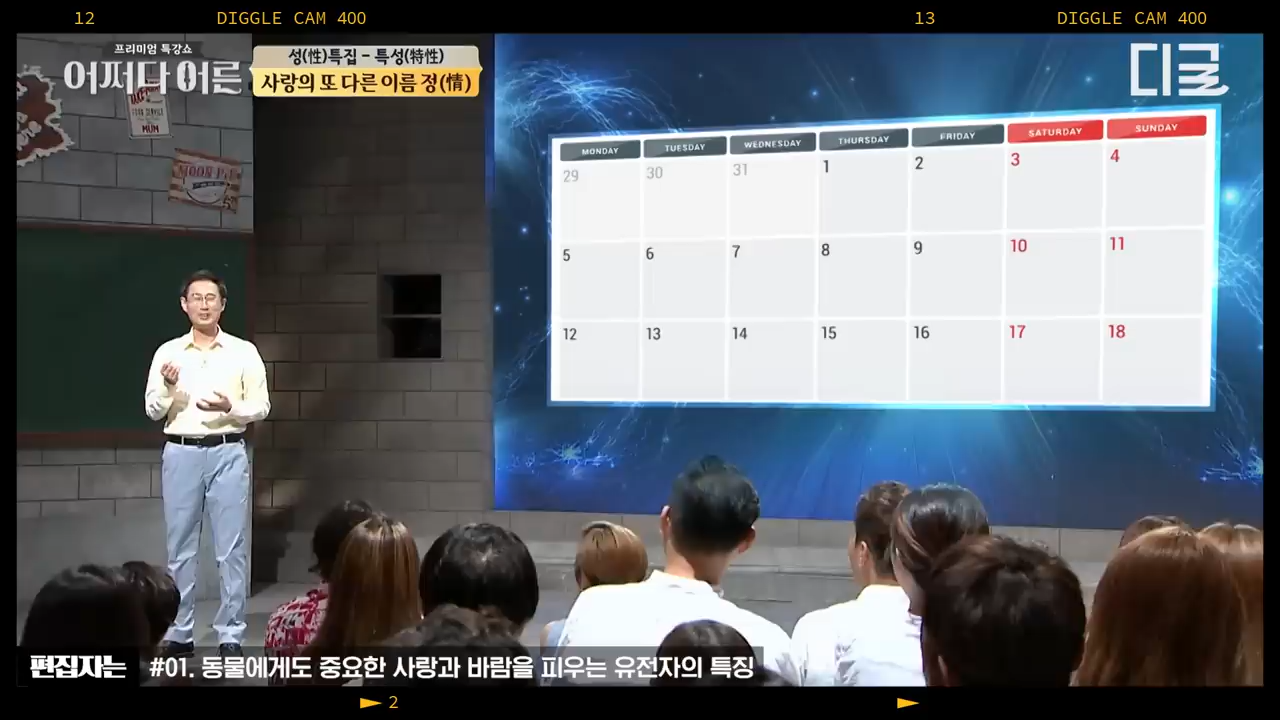 12 DIGGLE CAM 400 13 DIGGLE CAM 400
프리미엄 특강쇼
어쩌다 어른
성(性)특집 - 특성(特性)
사랑의 또 다른 이름 정(情)
디글
MUM
MOON PIE
5¢
MONDAY TUESDAY WEDNESDAY THURSDAY FRIDAY SATURDAY SUNDAY
29 30 31 1 2 3 4
5 6 7 8 9 10 11
12 13 14 15 16 17 18
편집자는 #01. 동물에게도 중요한 사랑과 바람을 피우는 유전자의 특징
2